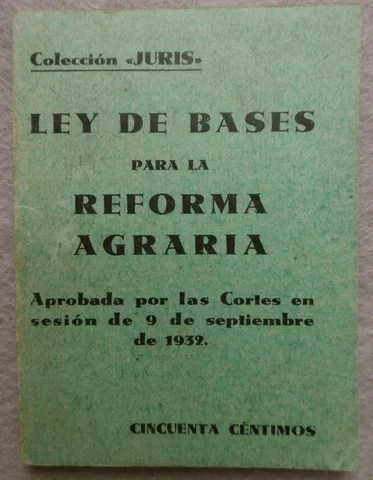 Colección «JURIS»
LEY DE BASES
PARA LA
REFORMA
AGRARIA
Aprobada por las Cortes en
sesión de 9 de septiembre
de 1932.
CINCUENTA CÉNTIMOS